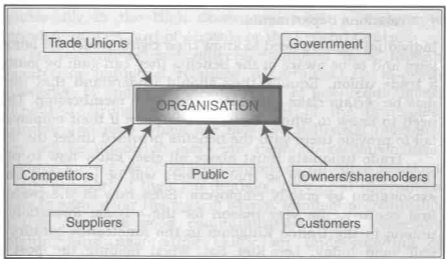 Trade Unions
Government
ORGANISATION
Competitors
Public
Owners/shareholders
Suppliers
Customers